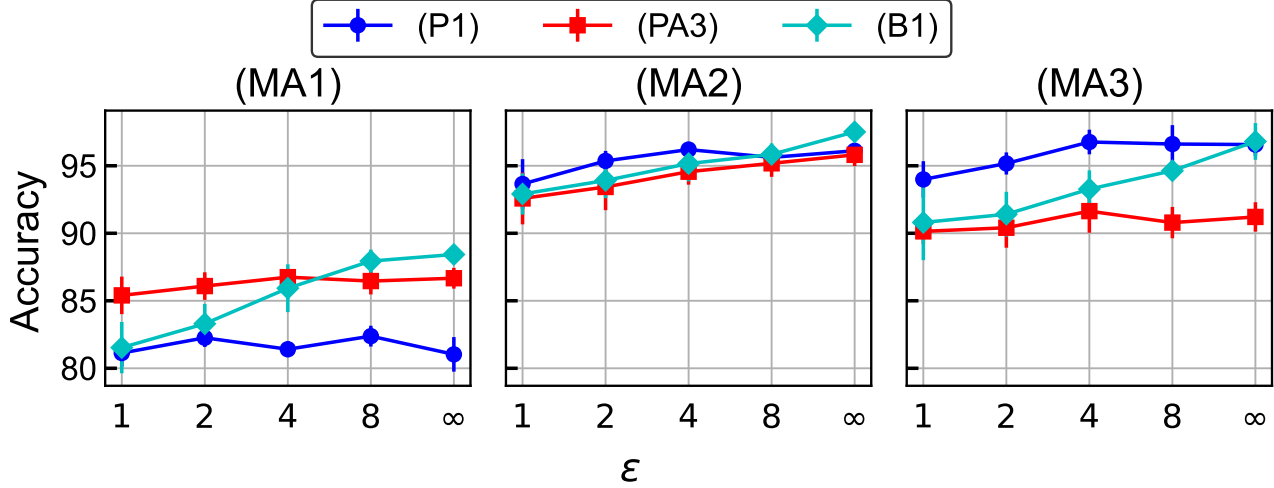 (P1) (PA3) (B1)
(MA1) (MA2) (MA3)
Accuracy
95
90
85
80
1 2 4 8 ∞ 1 2 4 8 ∞ 1 2 4 8 ∞
ε